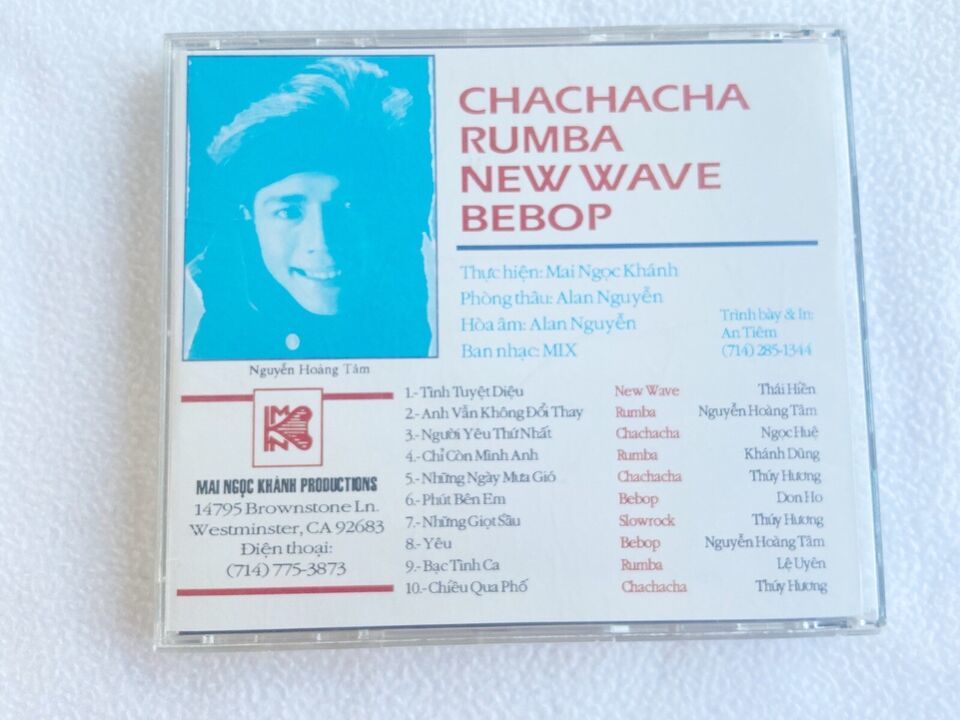 CHACHACHA
RUMBA
NEW WAVE
BEBOP
Thực hiện: Mai Ngọc Khánh
Phòng thâu: Alan Nguyễn
Hòa âm: Alan Nguyễn
Ban nhạc: MIX
Trình bày & In:
An Tiêm
(714) 285-1344
Nguyễn Hoàng Tâm
MAI NGỌC KHÁNH PRODUCTIONS
14795 Brownstone Ln.
Westminster, CA 92683
Điện thoại:
(714) 775-3873
1.- Tình Tuyệt Diệu New Wave Thái Hiền
2.- Anh Vẫn Không Đổi Thay Rumba Nguyễn Hoàng Tâm
3.- Người Yêu Thứ Nhất Chachacha Ngọc Huệ
4.- Chỉ Còn Mình Anh Rumba Khánh Dũng
5.- Những Ngày Mưa Gió Chachacha Thúy Hương
6.- Phút Bên Em Bebop Don Ho
7.- Những Giọt Sầu Slowrock Thúy Hương
8.- Yêu Bebop Nguyễn Hoàng Tâm
9.- Bạc Tình Ca Rumba Lệ Uyên
10.- Chiều Qua Phố Chachacha Thúy Hương